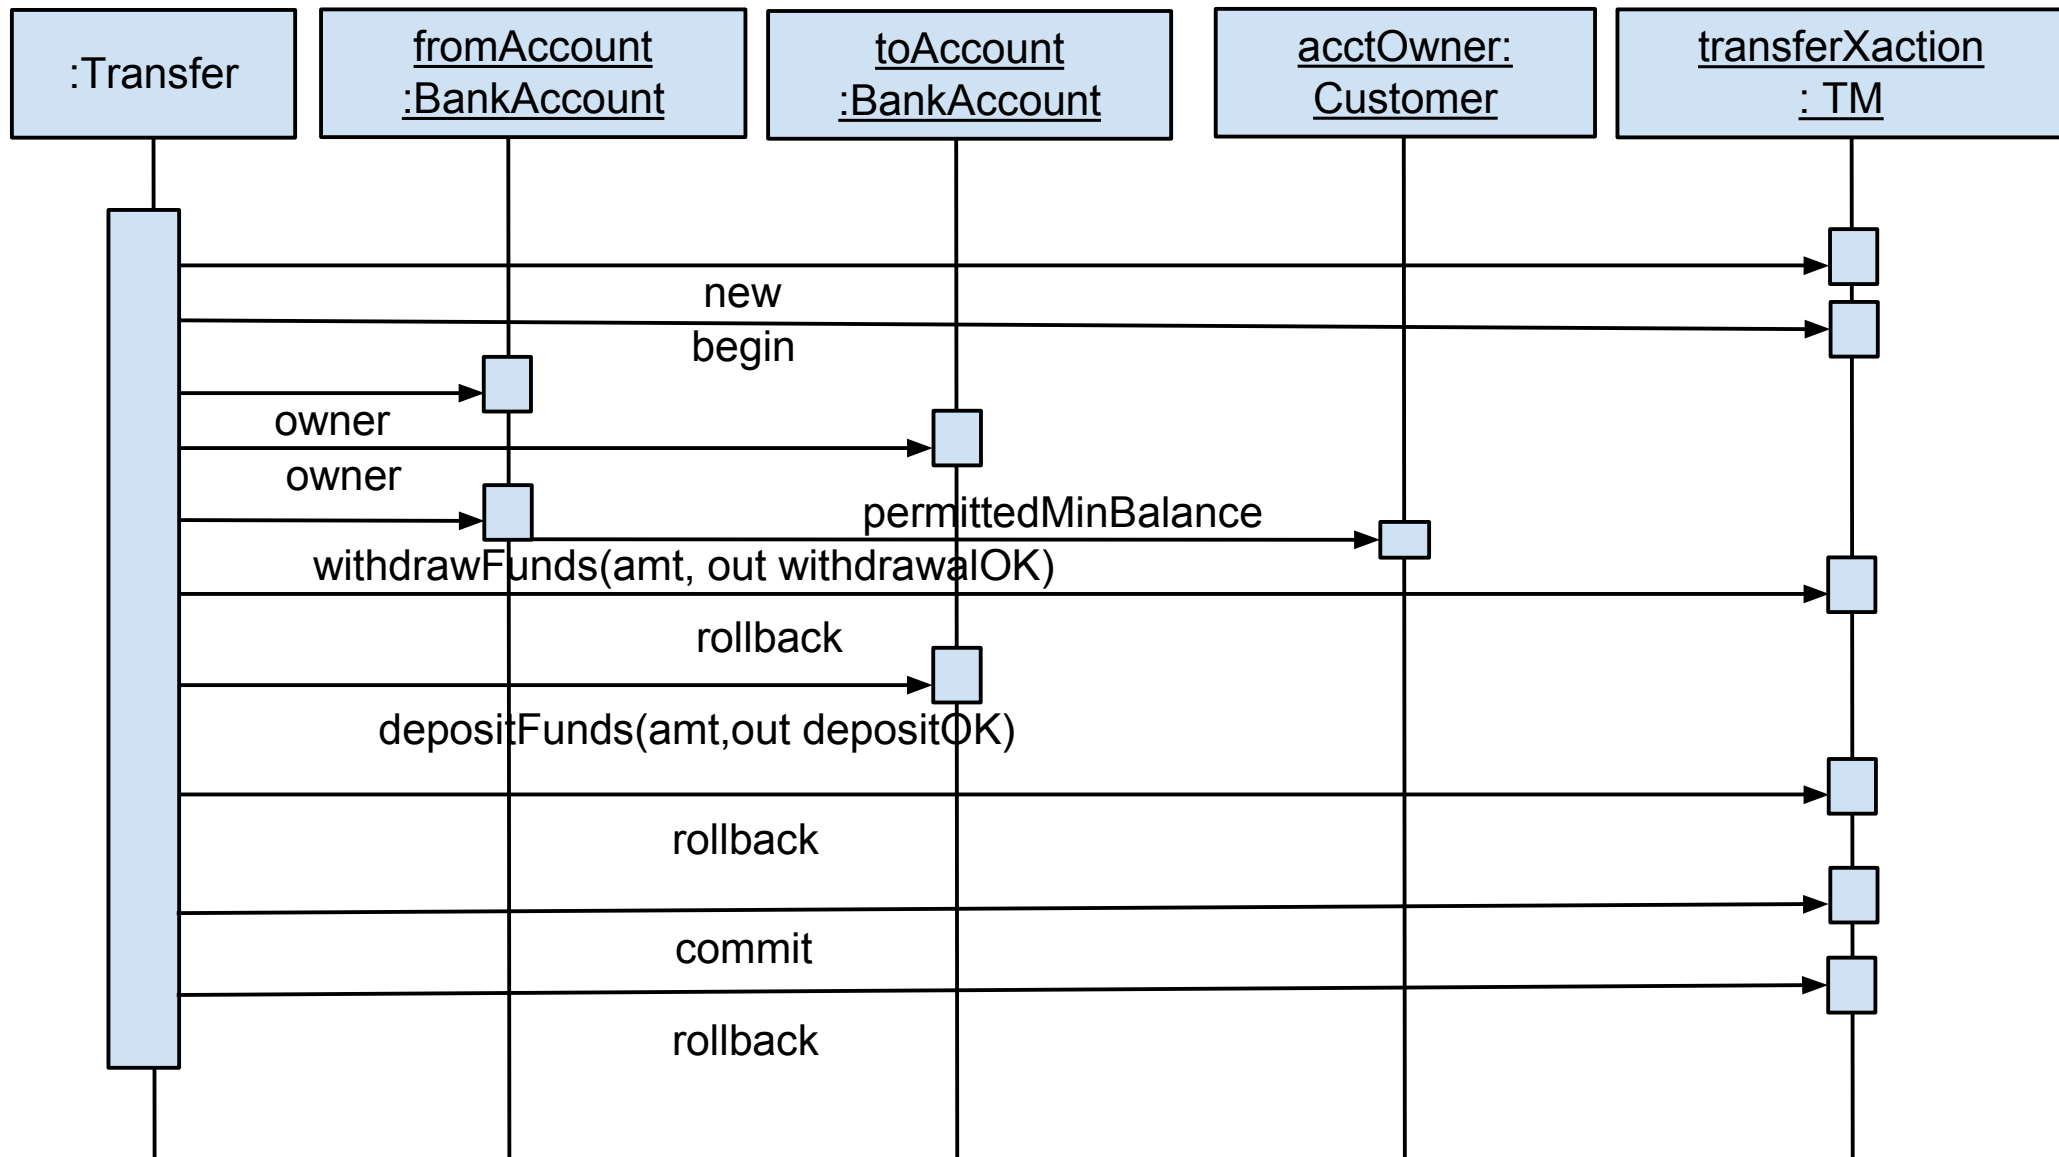 :Transfer
fromAccount
:BankAccount
toAccount
:BankAccount
acctOwner:
Customer
transferXaction
: TM
new
begin
owner
owner
permittedMinBalance
withdrawFunds(amt, out withdrawalOK)
rollback
depositFunds(amt,out depositOK)
rollback
commit
rollback